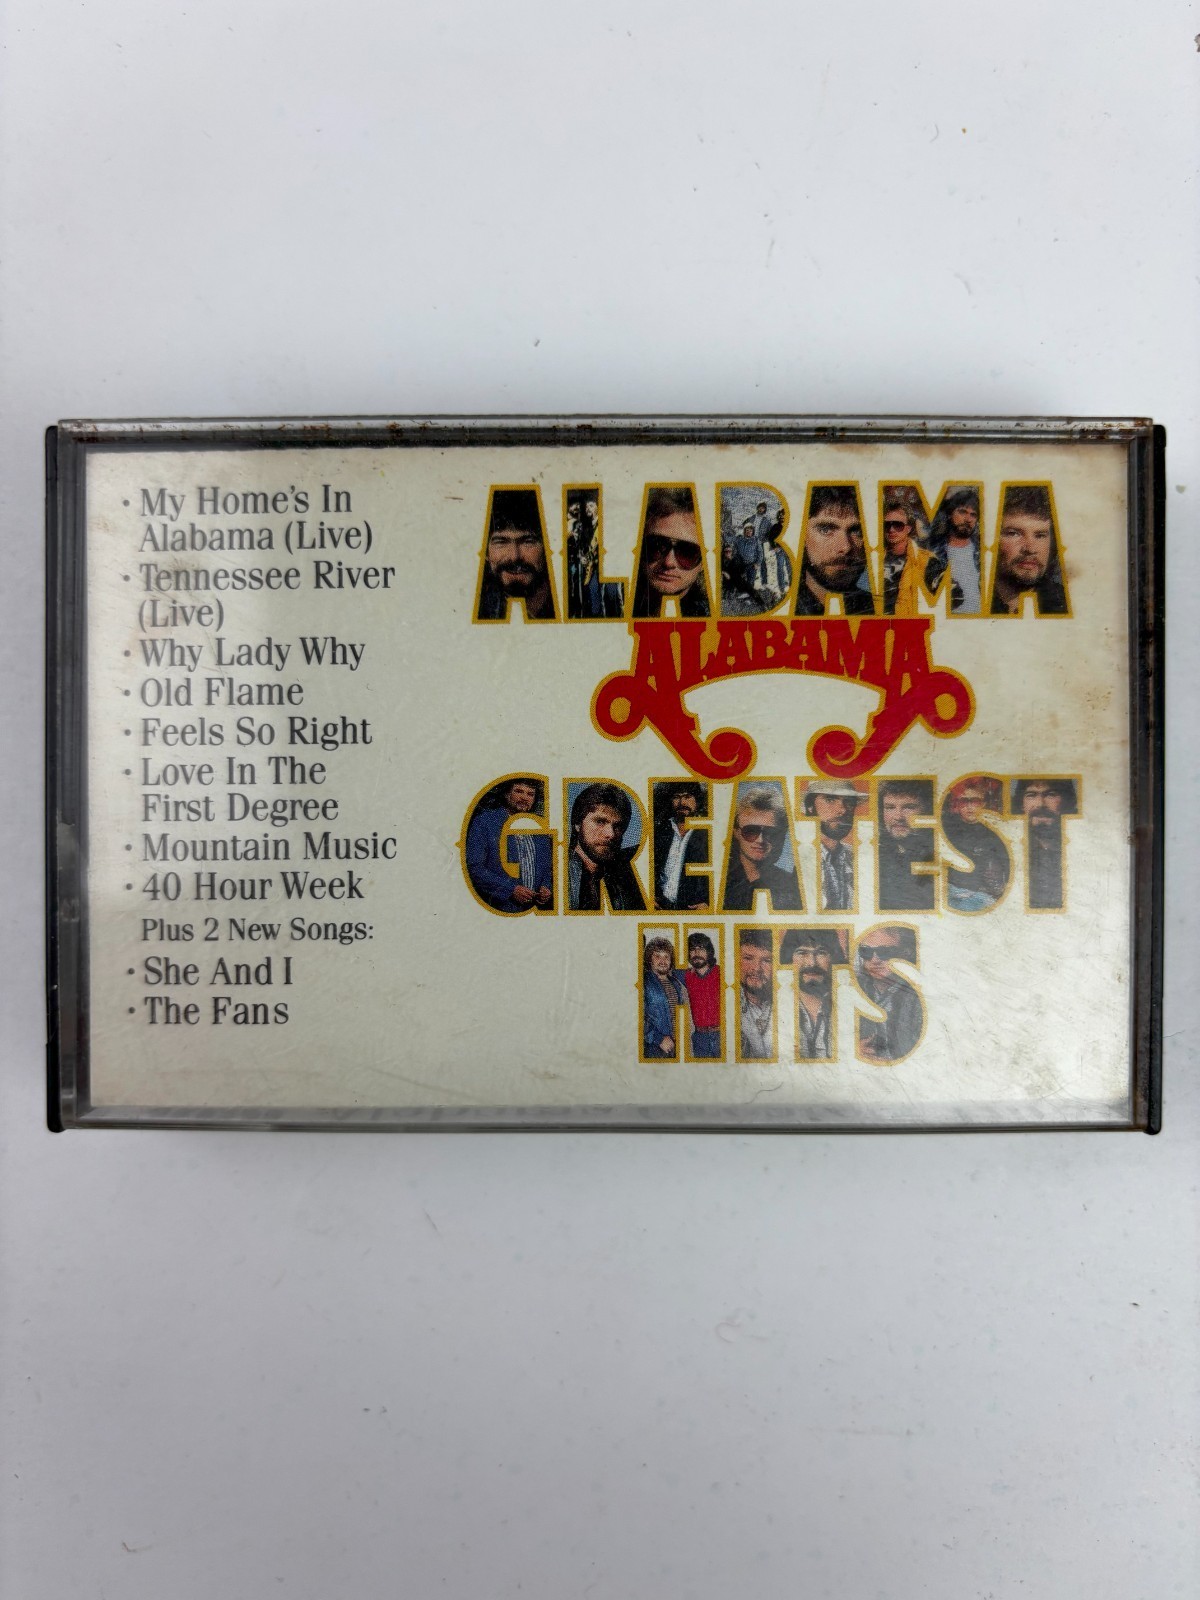 · My Home's In
Alabama (Live)
· Tennessee River
(Live)
· Why Lady Why
· Old Flame
· Feels So Right
· Love In The
First Degree
· Mountain Music
· 40 Hour Week
Plus 2 New Songs:
· She And I
· The Fans
ALABAMA
ALABAMA
GREATEST
HITS